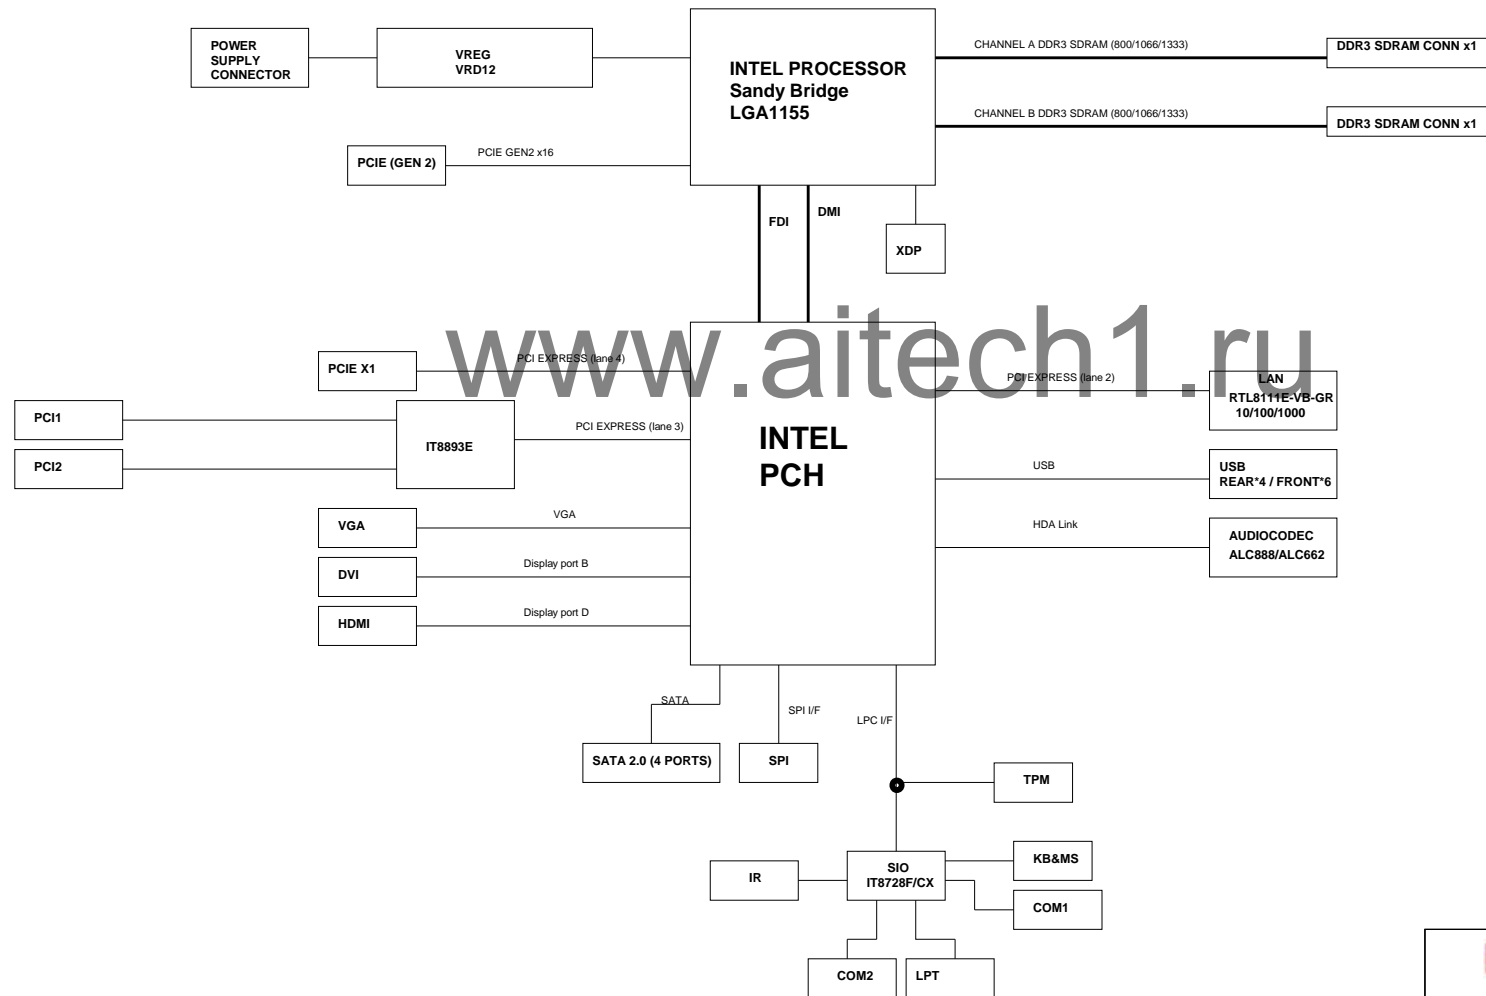 POWER
SUPPLY
CONNECTOR
VREG
VRD12
INTEL PROCESSOR
Sandy Bridge
LGA1155
CHANNEL A DDR3 SDRAM (800/1066/1333)
DDR3 SDRAM CONN x1
CHANNEL B DDR3 SDRAM (800/1066/1333)
DDR3 SDRAM CONN x1
PCIE (GEN 2)
PCIE GEN2 x16
FDI
DMI
XDP
www.aitech1.ru
PCIE X1
PCI EXPRESS (lane 4)
PCI EXPRESS (lane 2)
LAN
RTL8111E-VB-GR
10/100/1000
PCI1
PCI2
IT8893E
PCI EXPRESS (lane 3)
INTEL
PCH
USB
USB
REAR*4 / FRONT*6
VGA
VGA
HDA Link
AUDIOCODEC
ALC888/ALC662
DVI
Display port B
HDMI
Display port D
SATA
SPI I/F
LPC I/F
SATA 2.0 (4 PORTS)
SPI
TPM
IR
SIO
IT8728F/CX
KB&MS
COM1
COM2
LPT